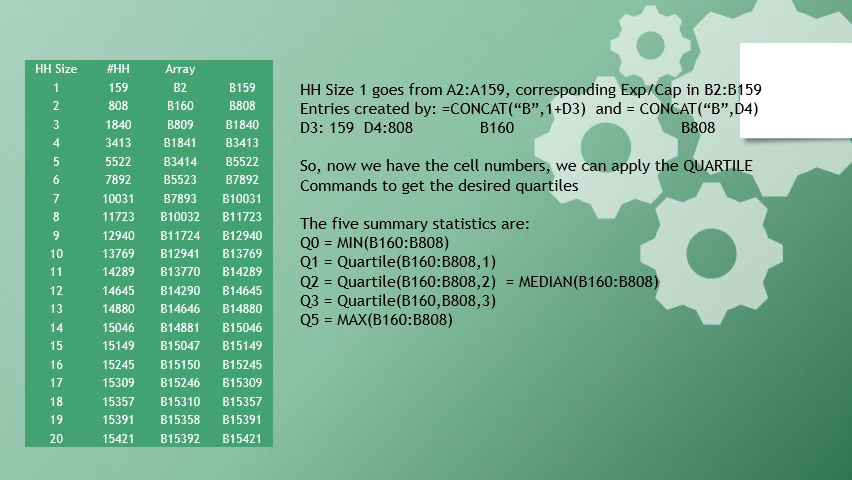 HH Size #HH Array
1 159 B2 B159
2 808 B160 B808
3 1840 B809 B1840
4 3413 B1841 B3413
5 5522 B3414 B5522
6 7892 B5523 B7892
7 10031 B7893 B10031
8 11723 B10032 B11723
9 12940 B11724 B12940
10 13769 B12941 B13769
11 14289 B13770 B14289
12 14645 B14290 B14645
13 14880 B14646 B14880
14 15046 B14881 B15046
15 15149 B15047 B15149
16 15245 B15150 B15245
17 15309 B15246 B15309
18 15357 B15310 B15357
19 15391 B15358 B15391
20 15421 B15392 B15421
HH Size 1 goes from A2:A159, corresponding Exp/Cap in B2:B159
Entries created by: =CONCAT(“B”,1+D3) and = CONCAT(“B”,D4)
D3: 159 D4:808 B160 B808
So, now we have the cell numbers, we can apply the QUARTILE
Commands to get the desired quartiles
The five summary statistics are:
Q0 = MIN(B160:B808)
Q1 = Quartile(B160:B808,1)
Q2 = Quartile(B160:B808,2) = MEDIAN(B160:B808)
Q3 = Quartile(B160,B808,3)
Q5 = MAX(B160:B808)